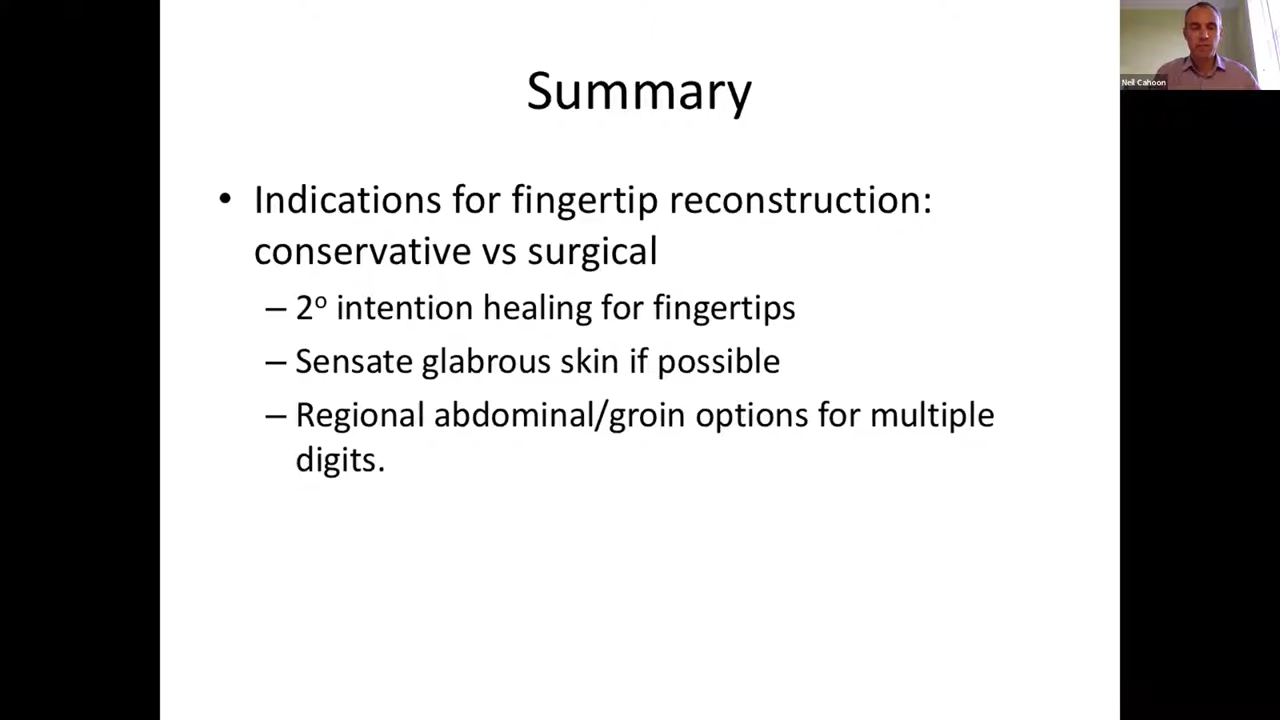 Summary
• Indications for fingertip reconstruction:
conservative vs surgical
– 2º intention healing for fingertips
– Sensate glabrous skin if possible
– Regional abdominal/groin options for multiple
digits.
Neil Cahoon